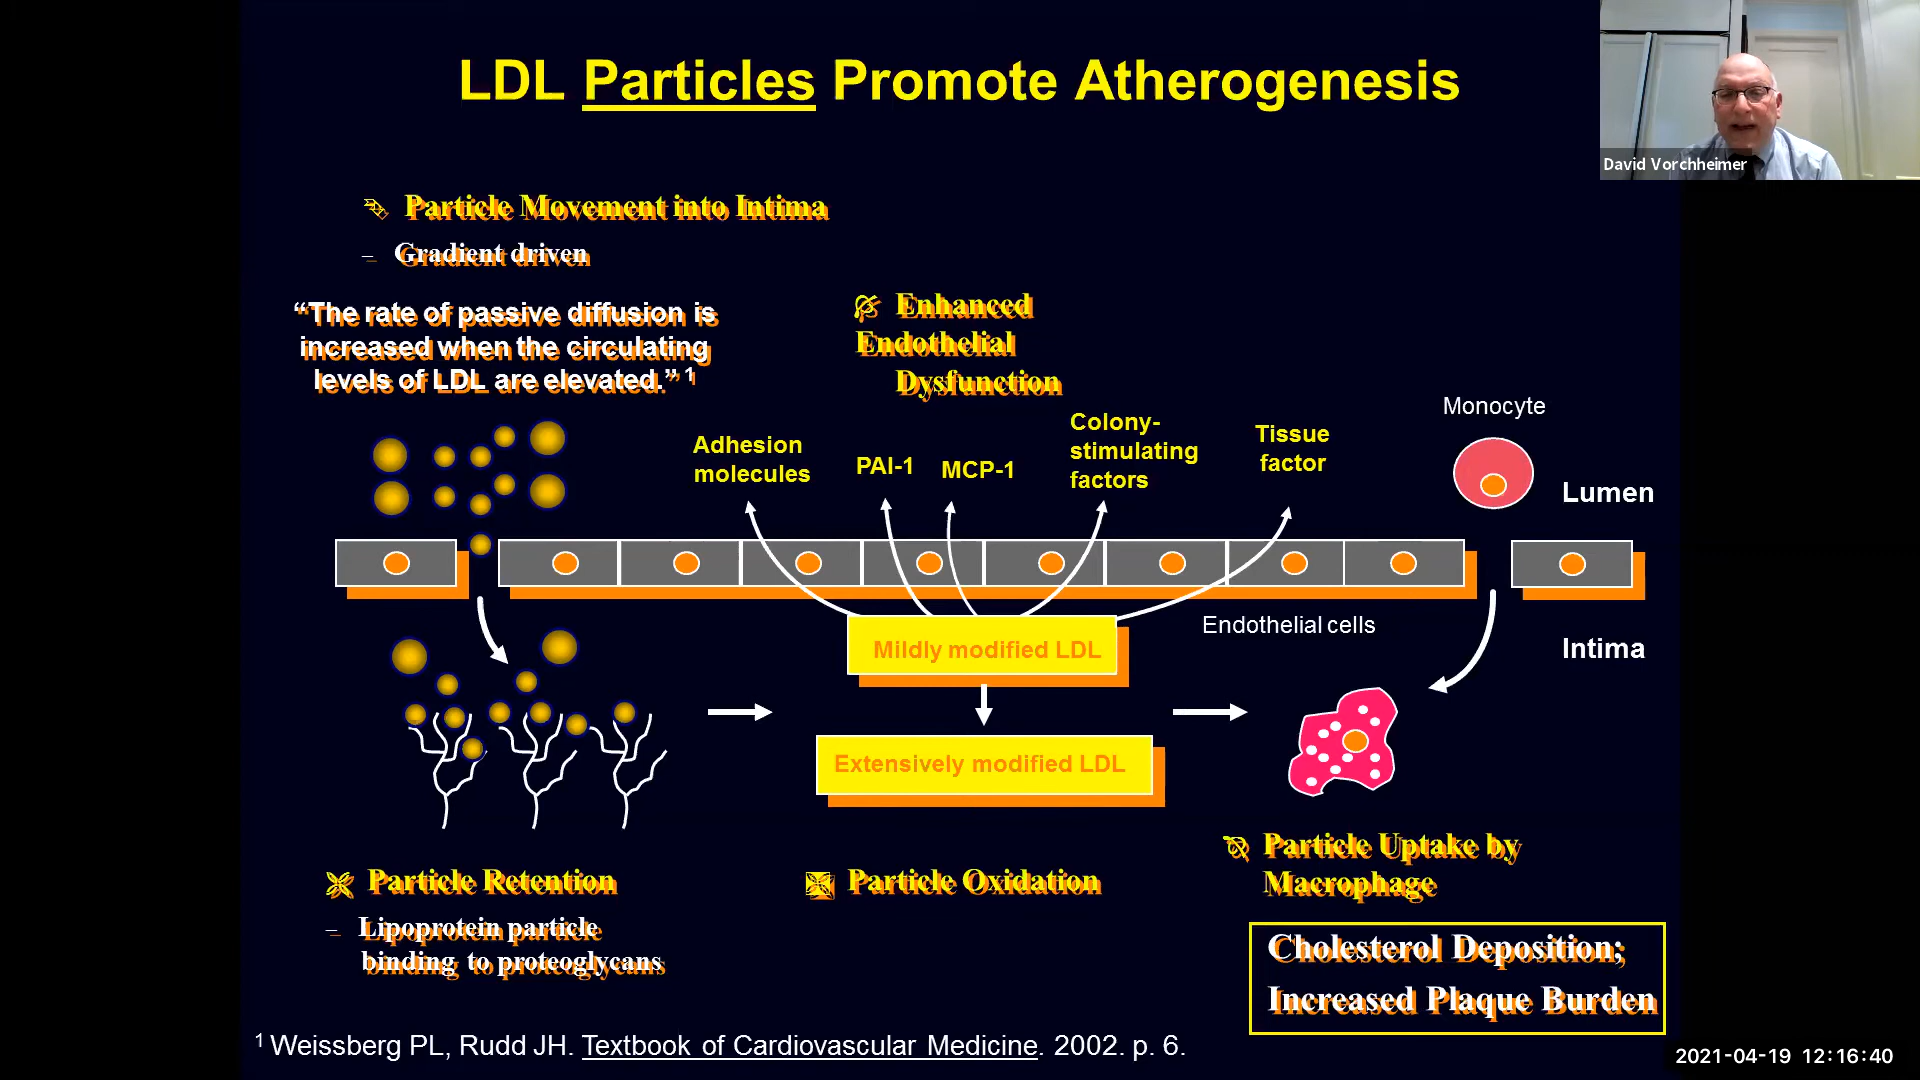 LDL Particles Promote Atherogenesis
David Vorchheimer
Particle Movement into Intima
– Gradient driven
“The rate of passive diffusion is
increased when the circulating
levels of LDL are elevated.” 1
Enhanced
Endothelial
Dysfunction
Adhesion
molecules
PAI-1
MCP-1
Colony-
stimulating
factors
Tissue
factor
Monocyte
Lumen
Endothelial cells
Intima
Mildly modified LDL
Extensively modified LDL
Particle Retention
– Lipoprotein particle
binding to proteoglycans
Particle Oxidation
Particle Uptake by
Macrophage
Cholesterol Deposition;
Increased Plaque Burden
1 Weissberg PL, Rudd JH. Textbook of Cardiovascular Medicine. 2002. p. 6.
2021-04-19 12:16:40